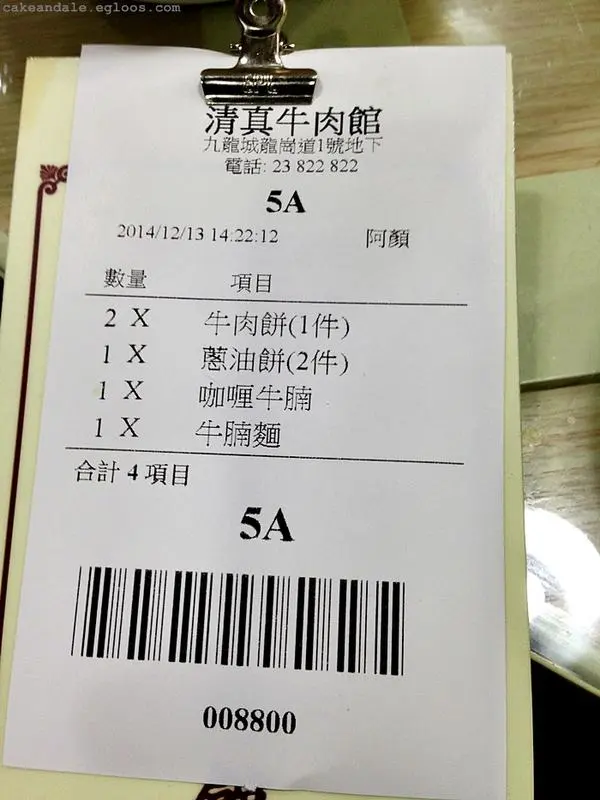 cakeandale.egloos.com
清真牛肉館
九龍城龍崗道1號地下
電話: 23 822 822
5A
2014/12/13 14:22:12 阿顏
數量 項目
2 X 牛肉餅(1件)
1 X 蔥油餅(2件)
1 X 咖喱牛腩
1 X 牛腩麵
合計 4 項目
5A
008800